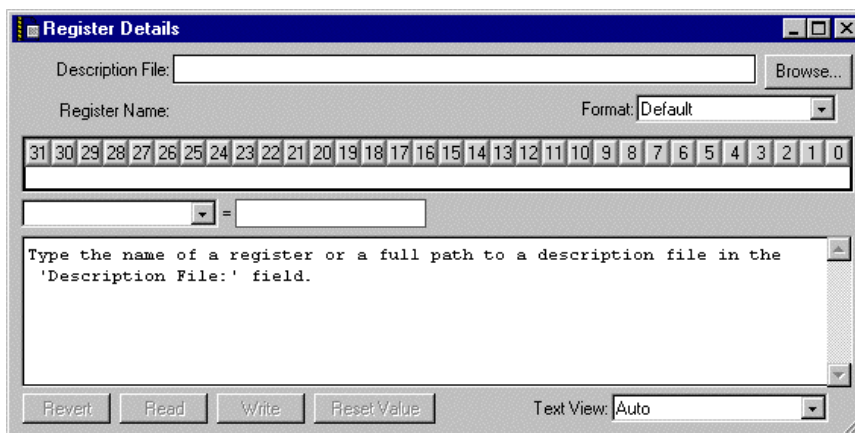 Register Details
Description File: Browse...
Register Name: Format: Default
31 30 29 28 27 26 25 24 23 22 21 20 19 18 17 16 15 14 13 12 11 10 9 8 7 6 5 4 3 2 1 0
=
Type the name of a register or a full path to a description file in the
'Description File:' field.
Revert Read Write Reset Value Text View: Auto